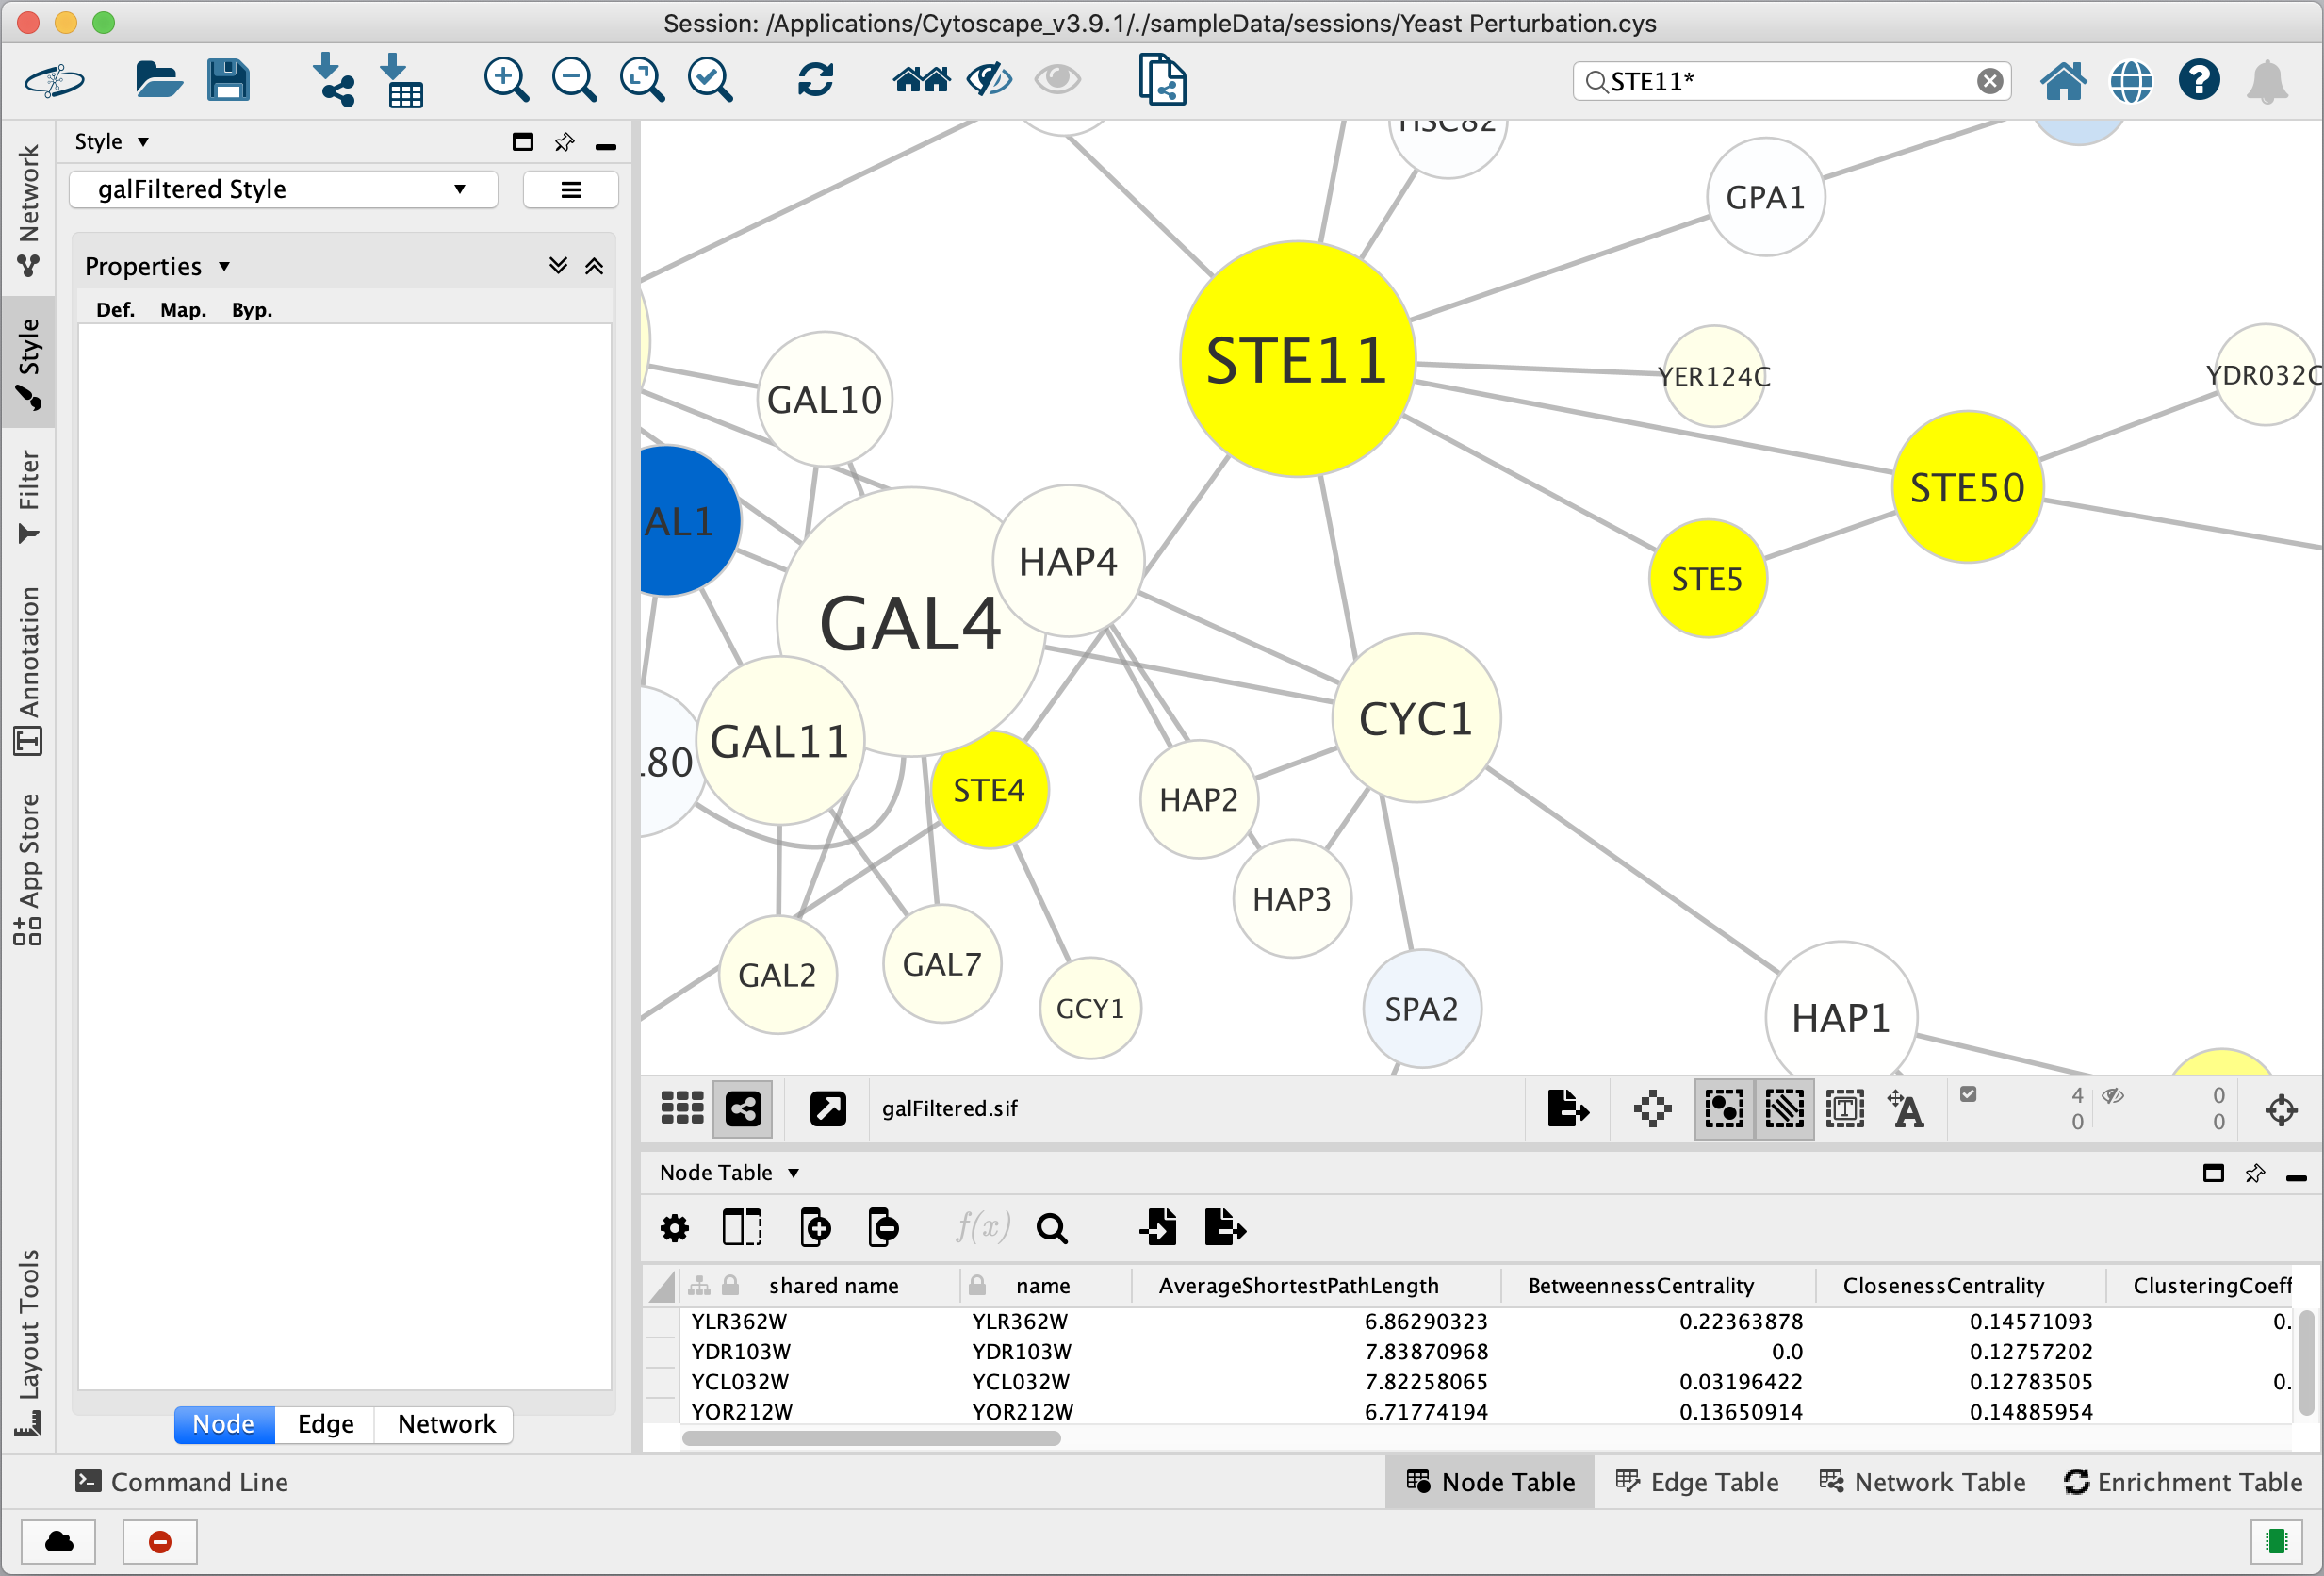 Session: /Applications/Cytoscape_v3.9.1/./sampleData/sessions/Yeast Perturbation.cys
STE11*
Network
Style
Filter
Annotation
App Store
Layout Tools
Style
galFiltered Style
Properties
Def. Map. Byp.
Node Edge Network
HSC82
GPA1
STE11
YER124C
YDR032C
GAL10
STE50
AL1
HAP4
STE5
GAL4
CYC1
GAL11
L80
STE4
HAP2
HAP3
GAL2
GAL7
GCY1
SPA2
HAP1
galFiltered.sif
4 0
0 0
Node Table
f(x)
shared name name AverageShortestPathLength BetweennessCentrality ClosenessCentrality ClusteringCoeff
YLR362W YLR362W 6.86290323 0.22363878 0.14571093 0.
YDR103W YDR103W 7.83870968 0.0 0.12757202
YCL032W YCL032W 7.82258065 0.03196422 0.12783505 0.
YOR212W YOR212W 6.71774194 0.13650914 0.14885954
Command Line
Node Table Edge Table Network Table Enrichment Table